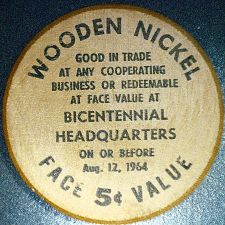 WOODEN NICKEL
GOOD IN TRADE
AT ANY COOPERATING
BUSINESS OR REDEEMABLE
AT FACE VALUE AT
BICENTENNIAL
HEADQUARTERS
ON OR BEFORE
Aug. 12, 1964
FACE 5¢ VALUE